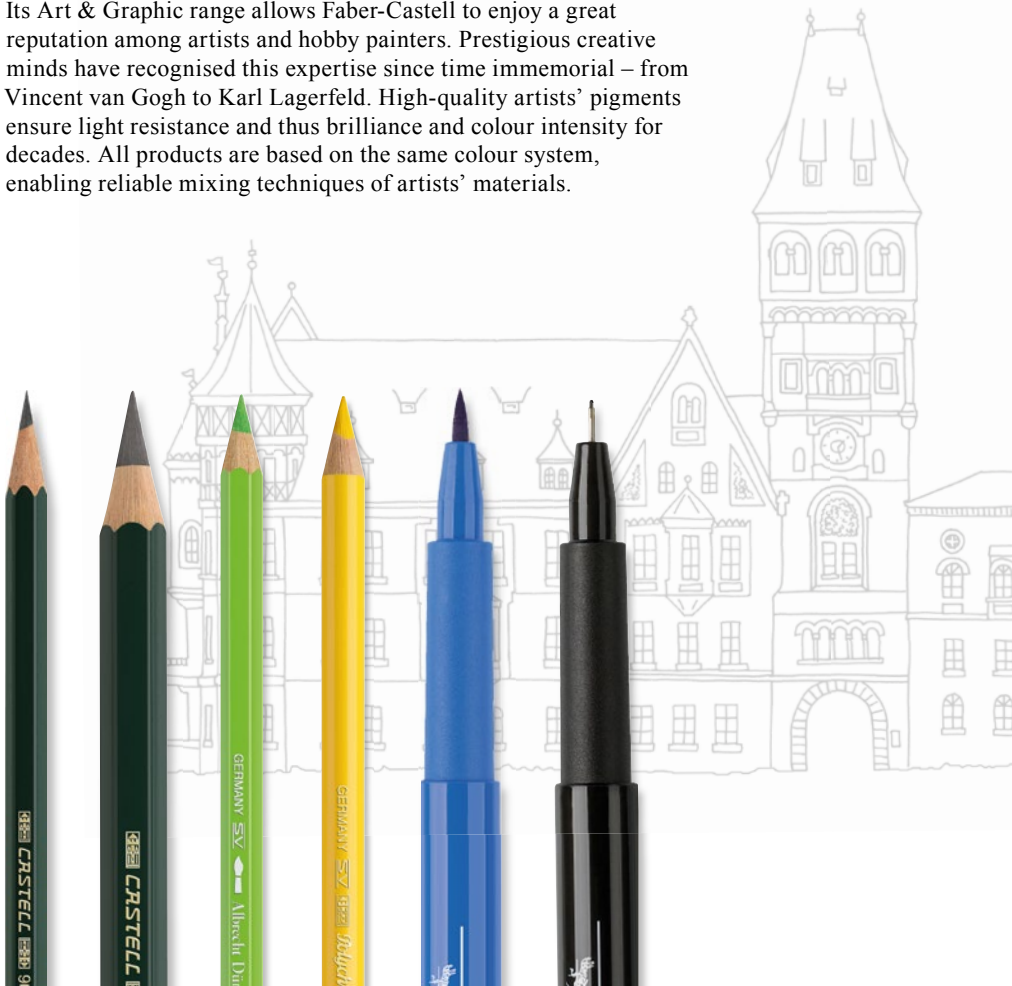 Its Art & Graphic range allows Faber-Castell to enjoy a great
reputation among artists and hobby painters. Prestigious creative
minds have recognised this expertise since time immemorial – from
Vincent van Gogh to Karl Lagerfeld. High-quality artists’ pigments
ensure light resistance and thus brilliance and colour intensity for
decades. All products are based on the same colour system,
enabling reliable mixing techniques of artists’ materials.
CASTELL
CASTELL
GERMANY SV Albrecht
GERMANY SV